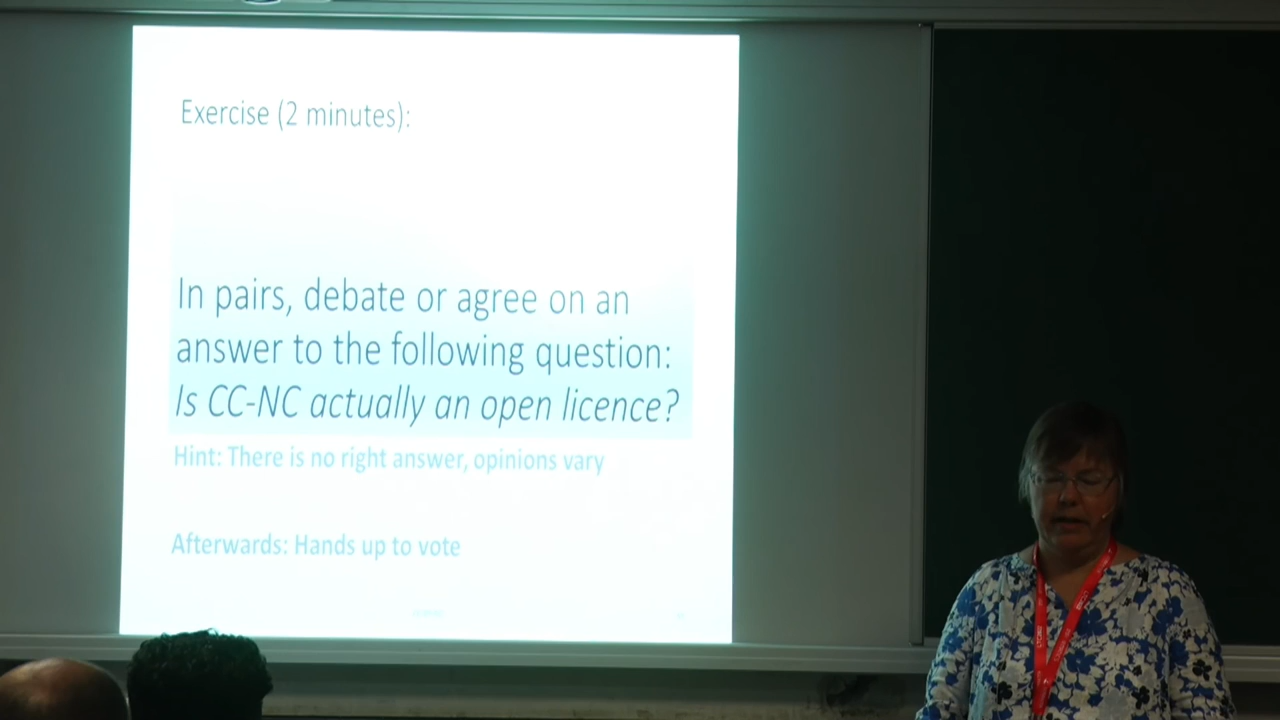 Exercise (2 minutes):
In pairs, debate or agree on an
answer to the following question:
Is CC-NC actually an open licence?
Hint: There is no right answer, opinions vary
Afterwards: Hands up to vote